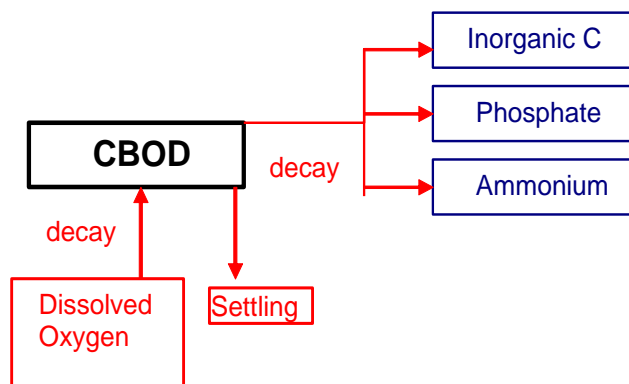 Inorganic C
Phosphate
CBOD
decay
Ammonium
decay
Dissolved
Oxygen
Settling